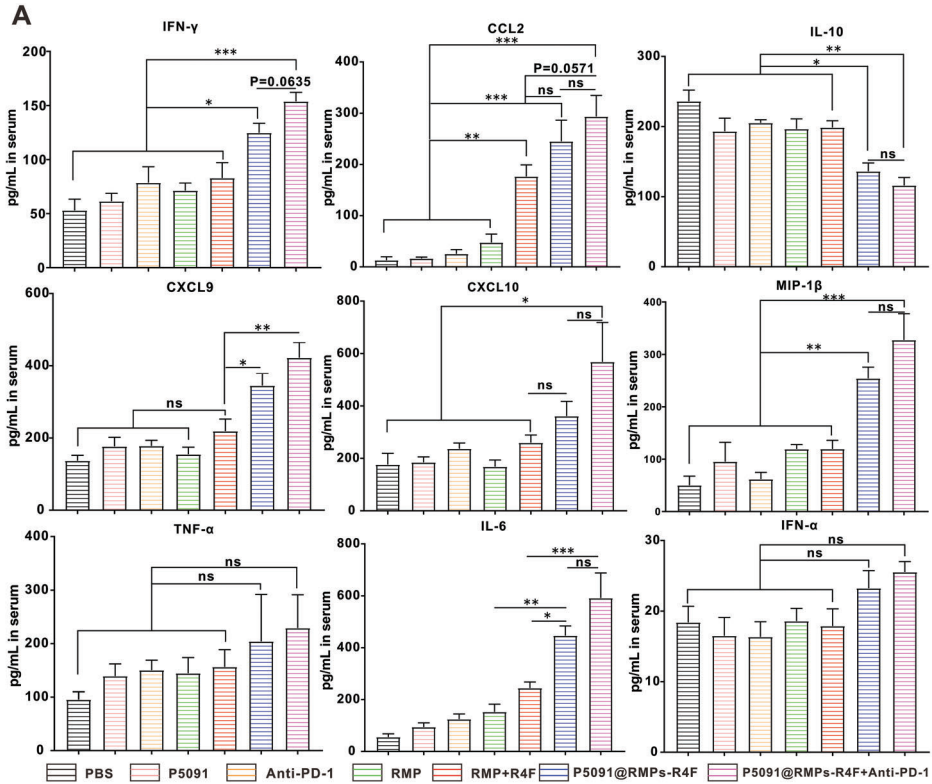 A
IFN-γ
pg/mL in serum
200
150
100
50
0
***
P=0.0635
*
CCL2
pg/mL in serum
400
300
200
100
0
***
P=0.0571
ns
ns
***
**
IL-10
pg/mL in serum
300
200
100
0
**
*
ns
CXCL9
pg/mL in serum
600
400
200
0
**
*
ns
CXCL10
pg/mL in serum
800
600
400
200
0
*
ns
ns
MIP-1β
pg/mL in serum
400
300
200
100
0
***
ns
**
TNF-α
pg/mL in serum
400
300
200
100
0
ns
ns
IL-6
pg/mL in serum
800
600
400
200
0
***
ns
**
*
IFN-α
pg/mL in serum
30
20
10
0
ns
ns
PBS P5091 Anti-PD-1 RMP RMP+R4F P5091@RMPs-R4F P5091@RMPs-R4F+Anti-PD-1